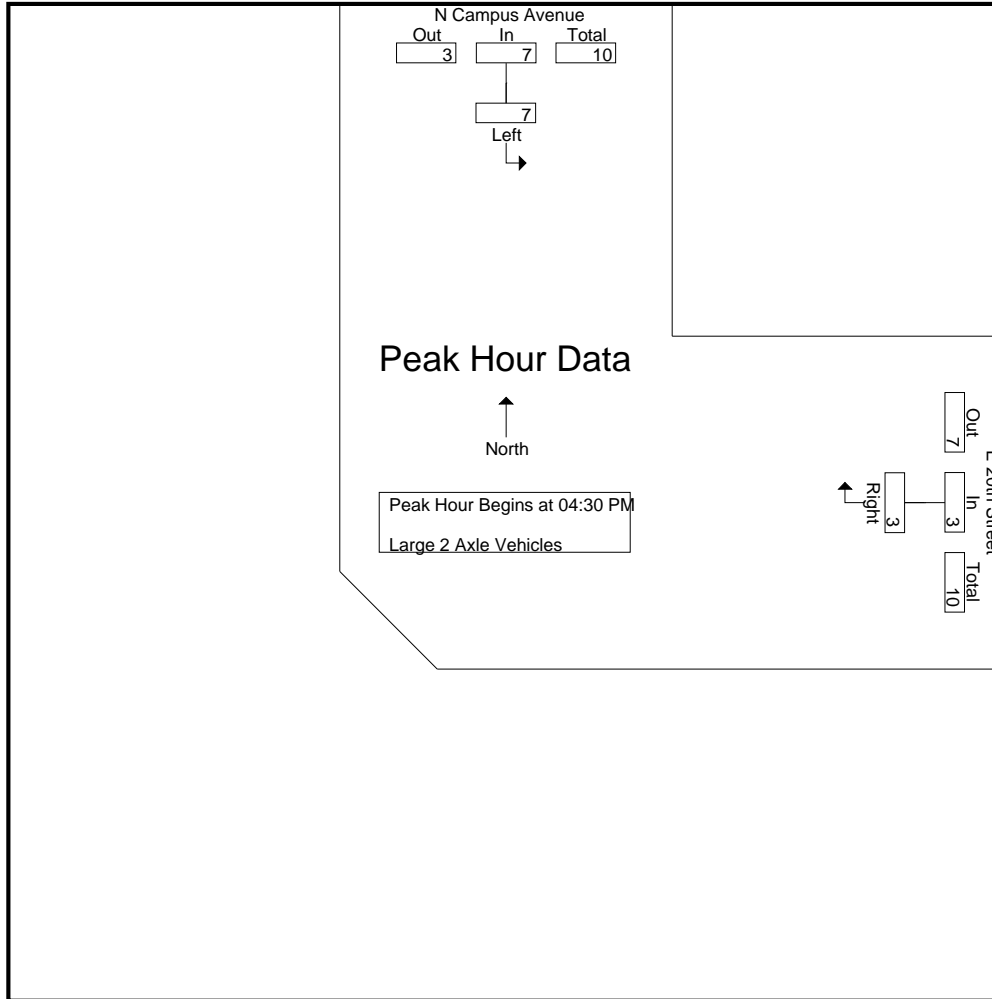 N Campus Avenue
Out In Total
3 7 10
7
Left
Peak Hour Data
North
Peak Hour Begins at 04:30 PM
Large 2 Axle Vehicles
Street
Out In Total
7 3 10
Right
3